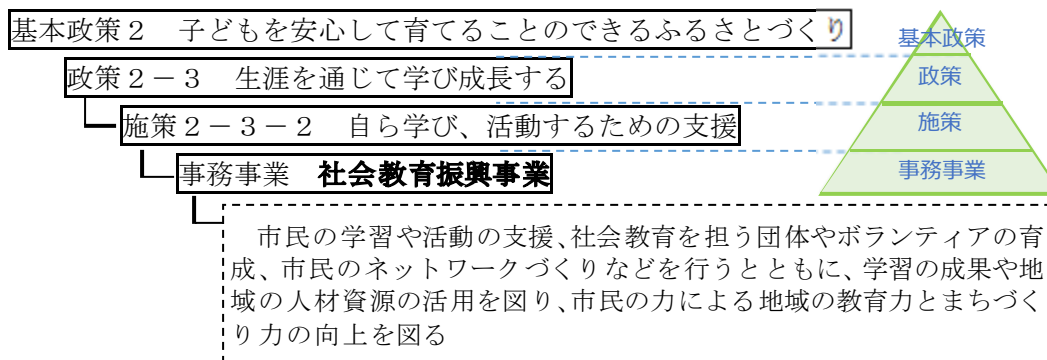 基本政策２　子どもを安心して育てることのできるふるさとづくり
政策２－３　生涯を通じて学び成長する
施策２－３－２　自ら学び、活動するための支援
事務事業　社会教育振興事業
市民の学習や活動の支援、社会教育を担う団体やボランティアの育
成、市民のネットワークづくりなどを行うとともに、学習の成果や地
域の人材資源の活用を図り、市民の力による地域の教育力とまちづく
り力の向上を図る
基本政策
政策
施策
事務事業